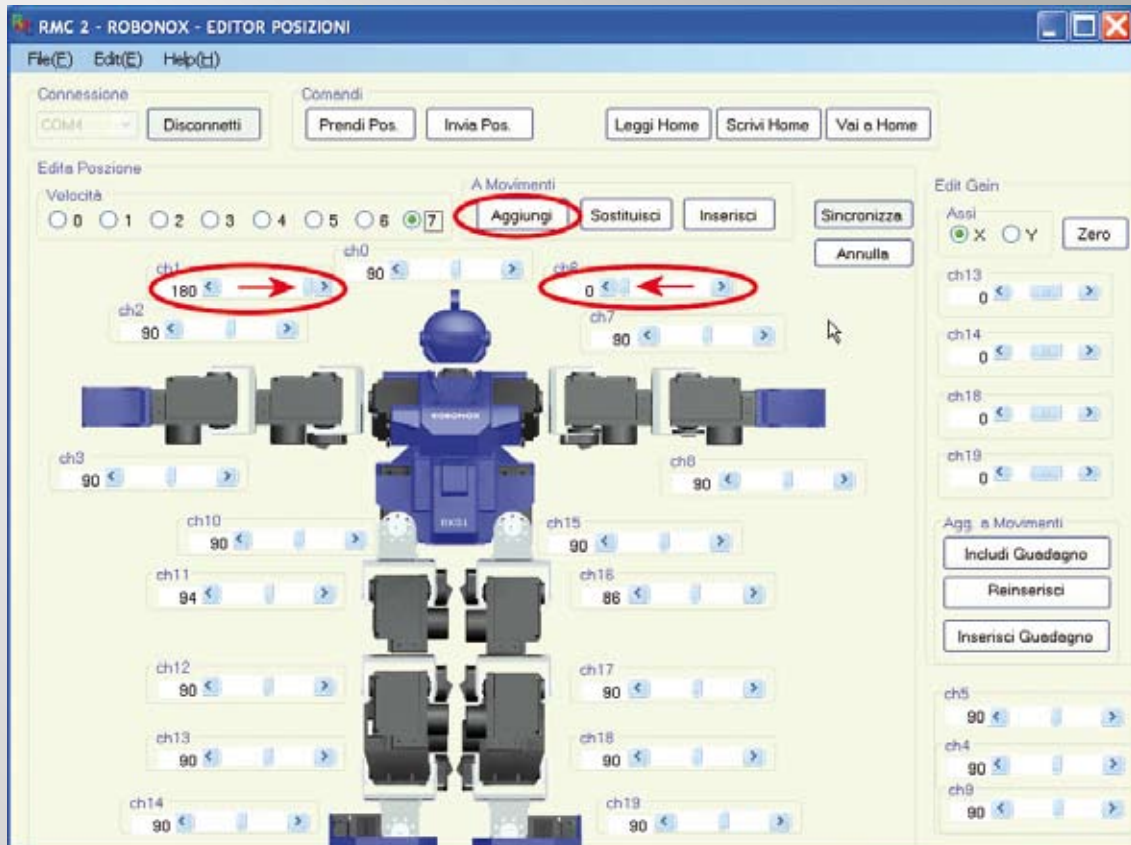 RMC 2 - ROBONOX - EDITOR POSIZIONI
File(F) Edit(E) Help(H)
Connessione
COM4
Disconnetti
Comandi
Prendi Pos.
Invia Pos.
Leggi Home
Scrivi Home
Vai a Home
Edita Poszione
Velocità
0 1 2 3 4 5 6 7
A Movimenti
Aggiungi
Sostituisci
Inserisci
Sincronizza
Annulla
ch0
90
ch1
180
ch6
0
ch2
90
ch7
90
ROBONOX
ch3
90
ch8
90
ch10
90
ch15
90
ch11
94
ch16
86
ch12
90
ch17
90
ch13
90
ch18
90
ch14
90
ch19
90
Edit Gain
Assi
X Y
Zero
ch13
0
ch14
0
ch18
0
ch19
0
Agg. a Movimenti
Includi Guadagno
Reinserisci
Inserisci Guadagno
ch5
90
ch4
90
ch9
90